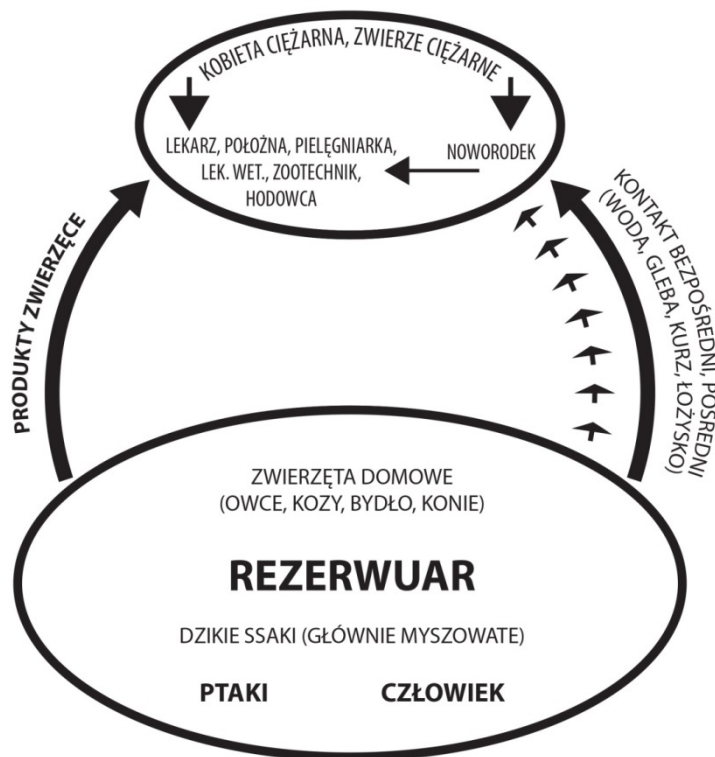 KOBIETA CIĘŻARNA, ZWIERZE CIĘŻARNE
LEKARZ, POŁOŻNA, PIELĘGNIARKA,
LEK. WET., ZOOTECHNIK,
HODOWCA
NOWORODEK
PRODUKTY ZWIERZĘCE
KONTAKT BEZPOŚREDNI, POŚREDNI
(WODA, GLEBA, KURZ, ŁOŻYSKO)
ZWIERZĘTA DOMOWE
(OWCE, KOZY, BYDŁO, KONIE)
REZERWUAR
DZIKIE SSAKI (GŁÓWNIE MYSZOWATE)
PTAKI CZŁOWIEK